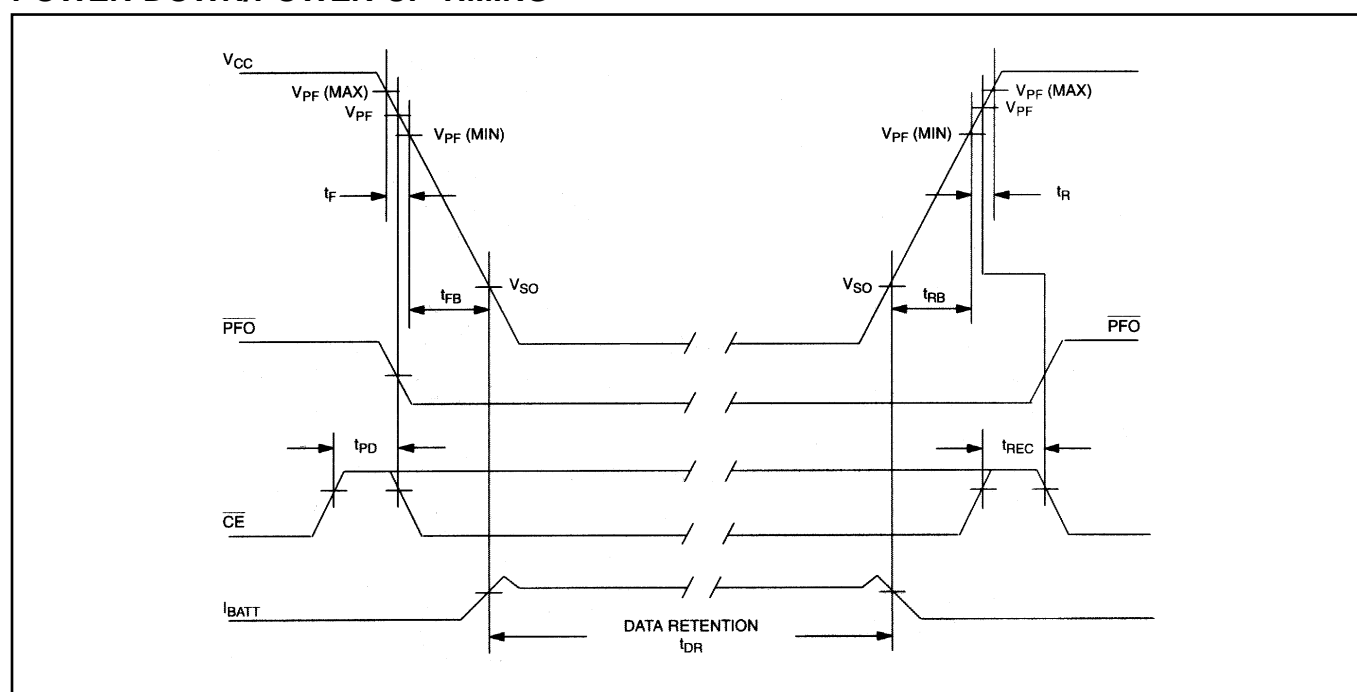 POWER-DOWN/POWER-UP TIMING
VCC
VPF (MAX)
VPF
VPF (MIN)
tF
tFB
VSO
VPF (MAX)
VPF
VPF (MIN)
tR
VSO
tRB
PFO
PFO
tPD
tREC
CE
IBATT
DATA RETENTION
tDR